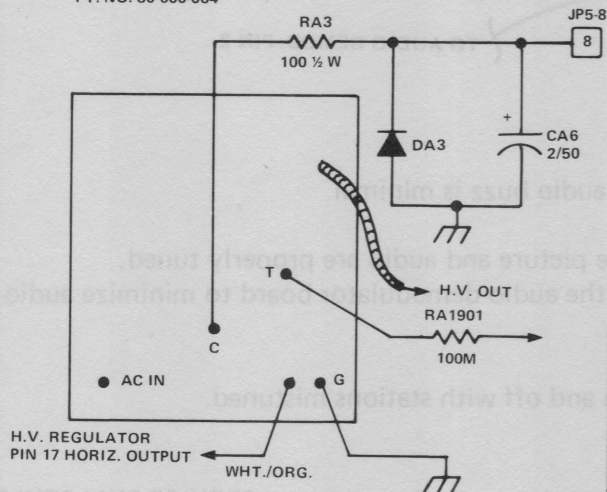 RA3
100 ½ W
JP5-8
8
+
DA3
CA6
2/50
T
H.V. OUT
RA1901
100M
C
AC IN
G
H.V. REGULATOR
PIN 17 HORIZ. OUTPUT
WHT./ORG.
audio buzz is minim
e picture and audio are properly tuned.
the audio demodulator board to minimize audio
and off with stations mistuned.